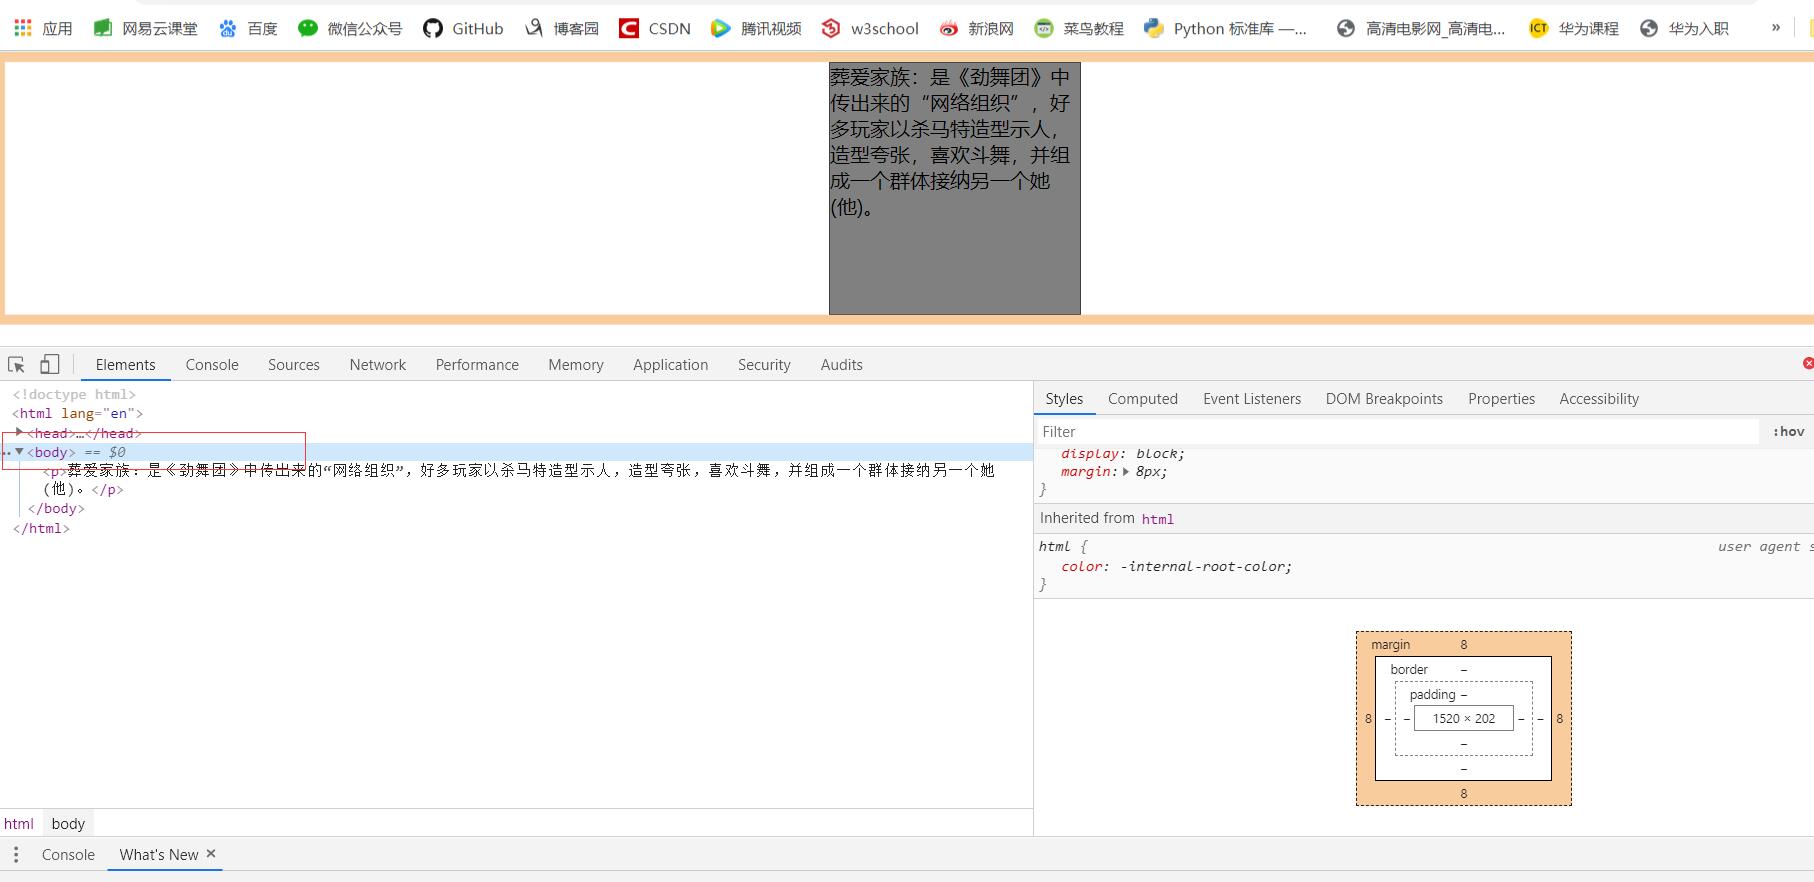 应用 网易云课堂 百度 微信公众号 GitHub 博客园 CSDN 腾讯视频 w3school 新浪网 菜鸟教程 Python 标准库 —... 高清电影网_高清电... ICT 华为课程 华为入职 »
葬爱家族：是《劲舞团》中
传出来的“网络组织”，好
多玩家以杀马特造型示人，
造型夸张，喜欢斗舞，并组
成一个群体接纳另一个她
(他)。
Elements Console Sources Network Performance Memory Application Security Audits
<!doctype html>
<html lang="en">
<head>…</head>
<body> == $0
<p>葬爱家族：是《劲舞团》中传出来的“网络组织”，好多玩家以杀马特造型示人，造型夸张，喜欢斗舞，并组成一个群体接纳另一个她
(他)。</p>
</body>
</html>
html body
Styles Computed Event Listeners DOM Breakpoints Properties Accessibility
Filter :hov
display: block;
margin: 8px;
}
Inherited from html
html { user agent s
color: -internal-root-color;
}
margin 8
border –
padding –
8 – – 1520 × 202 – – 8
–
–
8
Console What's New ×